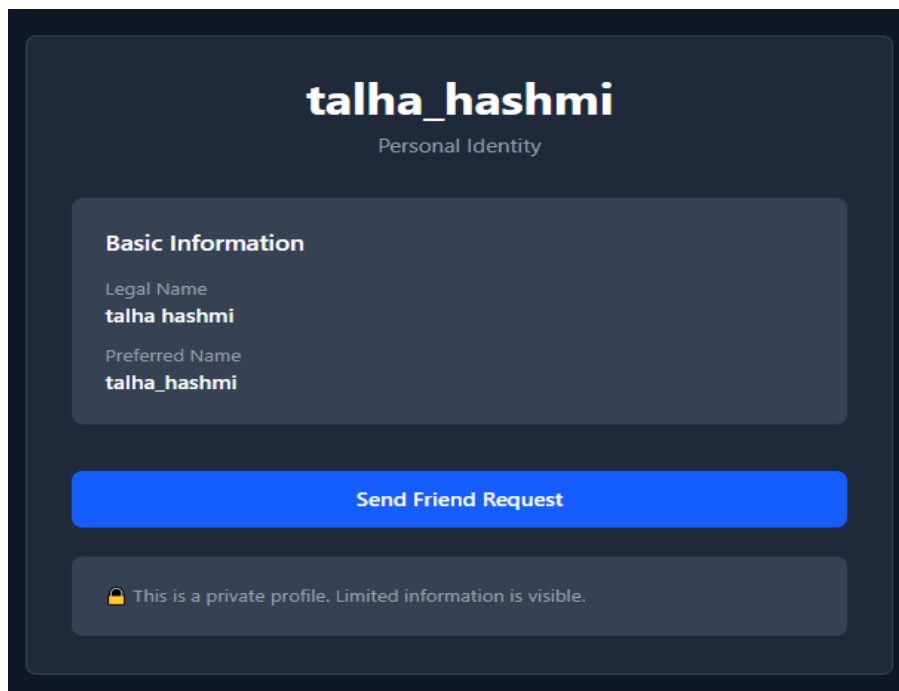 talha_hashmi
Personal Identity
Basic Information
Legal Name
talha hashmi
Preferred Name
talha_hashmi
Send Friend Request
🔒 This is a private profile. Limited information is visible.